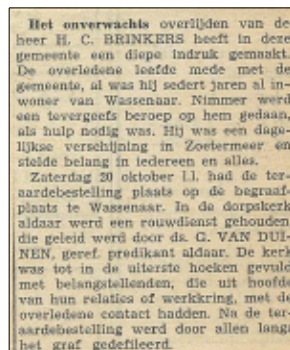 Het onverwachts overlijden van de
heer H. C. BRINKERS heeft in deze
gemeente een diepe indruk gemaakt.
De overledene leefde mede met de
gemeente, al was hij sedert jaren al in-
woner van Wassenaar. Nimmer werd
een tevergeefs beroep op hem gedaan,
als hulp nodig was. Hij was een dage-
lijkse verschijning in Zoetermeer en
stelde belang in iedereen en alles.
Zaterdag 20 oktober l.l. had de ter-
aardebestelling plaats op de begraaf-
plaats te Wassenaar. In de dorpskerk
aldaar werd een rouwdienst gehouden
die geleid werd door ds. G. VAN DUI-
NEN, geref. predikant aldaar. De kerk
was tot in de uiterste hoeken gevuld
met belangstellenden, die uit hoofde
van hun relaties of werkkring, met de
overledene contact hadden. Na de ter-
aardebestelling werd door allen langs
het graf gedefileerd.